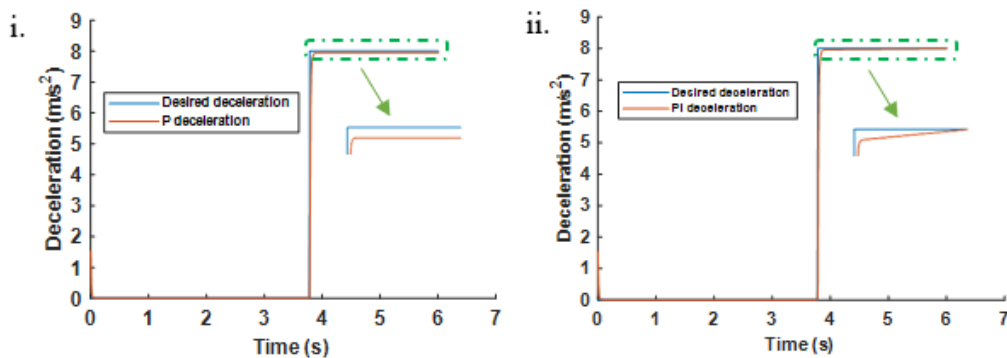 i.
9
8
7
6
5
4
3
2
1
0
Deceleration (m/s²)
Desired deceleration
P deceleration
0 1 2 3 4 5 6 7
Time (s)
ii.
9
8
7
6
5
4
3
2
1
0
Deceleration (m/s²)
Desired deceleration
PI deceleration
0 1 2 3 4 5 6 7
Time (s)